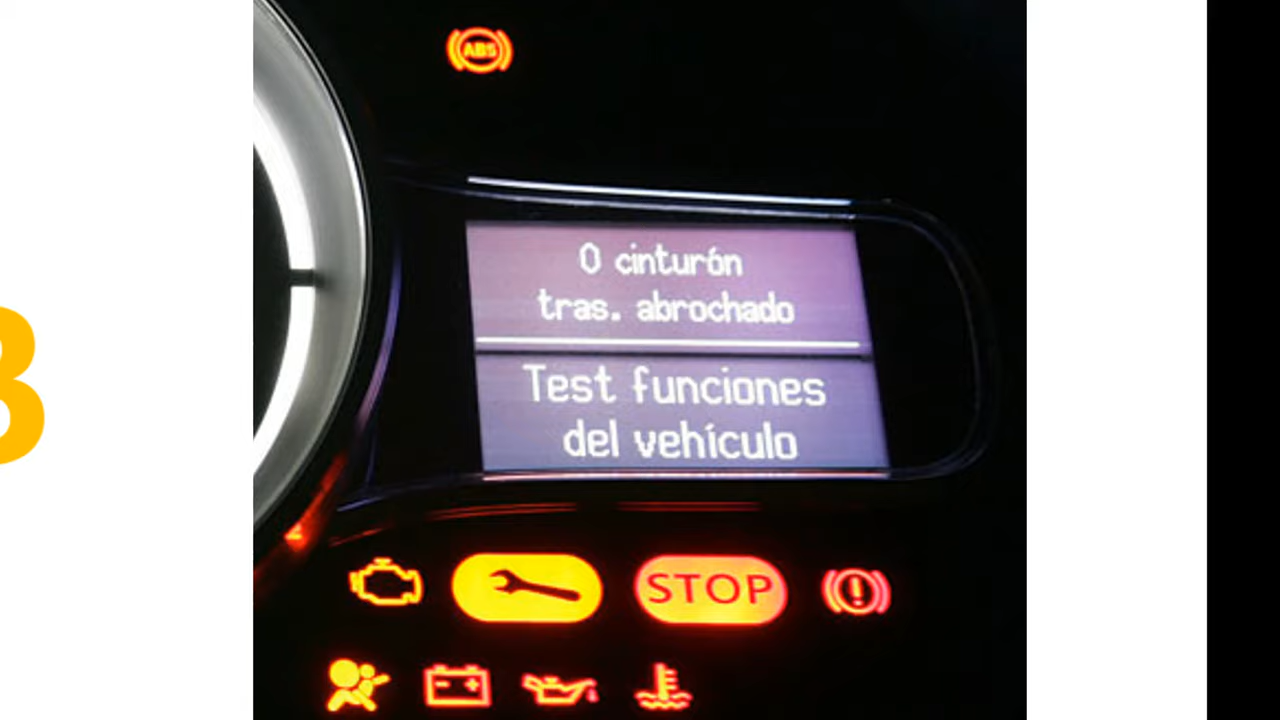 ABS
0 cinturón
tras. abrochado
Test funciones
del vehículo
STOP